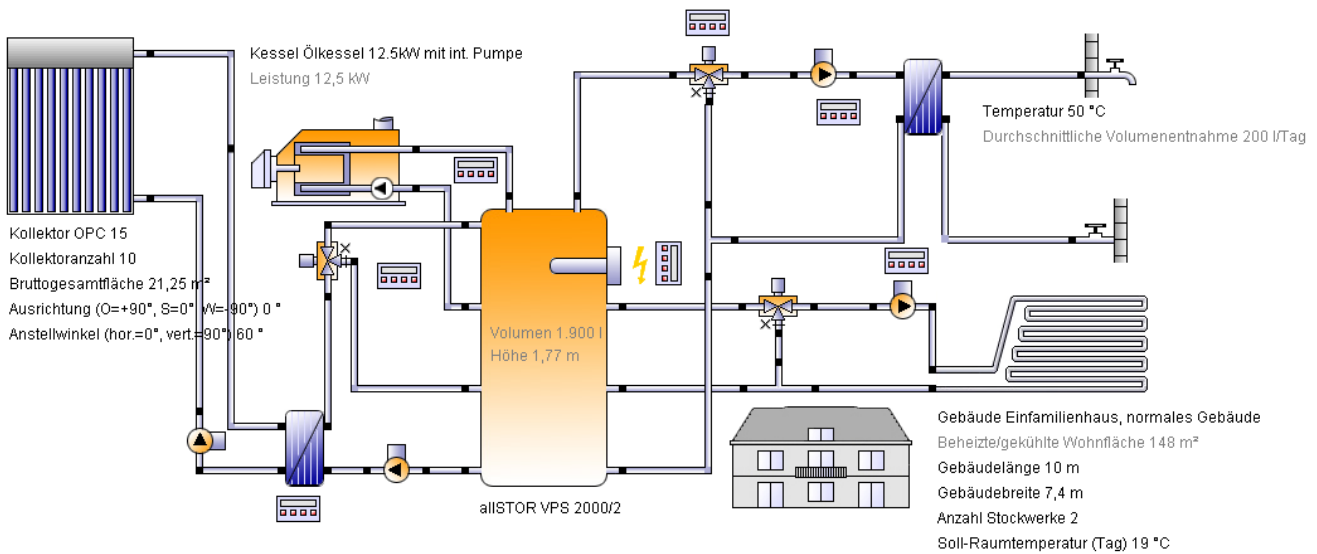 Kessel Ölkessel 12.5kW mit int. Pumpe
Leistung 12,5 kW
Temperatur 50 °C
Durchschnittliche Volumenentnahme 200 l/Tag
Kollektor OPC 15
Kollektoranzahl 10
Bruttogesamtfläche 21,25 m²
Ausrichtung (O=+90°, S=0°, W=-90°) 0 °
Anstellwinkel (hor.=0°, vert.=90°) 60 °
Volumen 1.900 l
Höhe 1,77 m
allSTOR VPS 2000/2
Gebäude Einfamilienhaus, normales Gebäude
Beheizte/gekühlte Wohnfläche 148 m²
Gebäudelänge 10 m
Gebäudebreite 7,4 m
Anzahl Stockwerke 2
Soll-Raumtemperatur (Tag) 19 °C